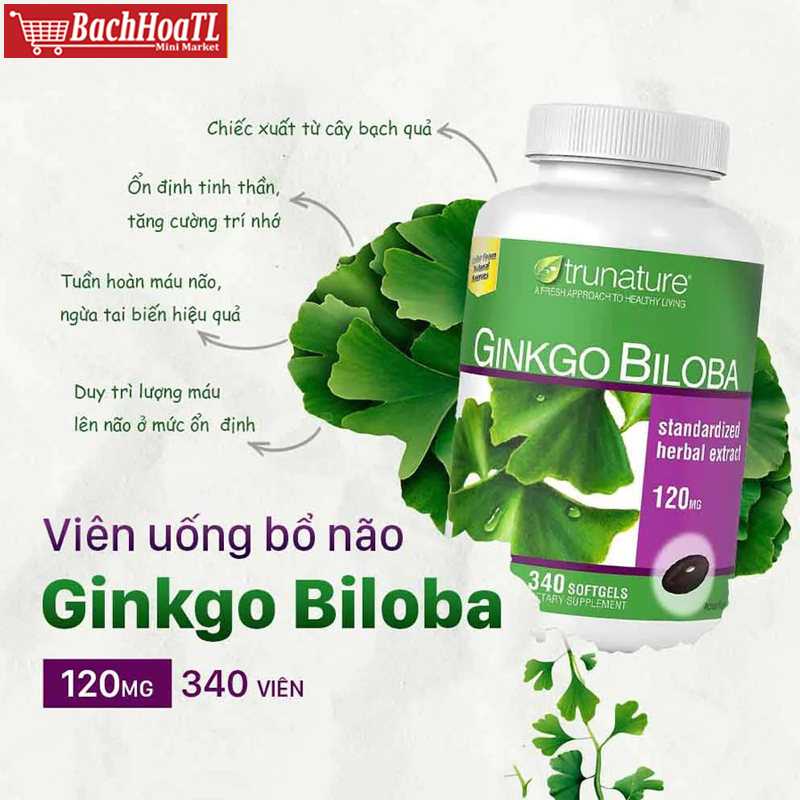 BachHoaTL
Mini Market
Chiếc xuất từ cây bạch quả
Ổn định tinh thần,
tăng cường trí nhớ
Tuần hoàn máu não,
ngừa tai biến hiệu quả
Duy trì lượng máu
lên não ở mức ổn định
Viên uống bổ não
Ginkgo Biloba
120MG 340 VIÊN
trunature®
A FRESH APPROACH TO HEALTHY LIVING
GINKGO BILOBA
standardized
herbal extract
120MG
340 SOFTGELS
SUPPLEMENT